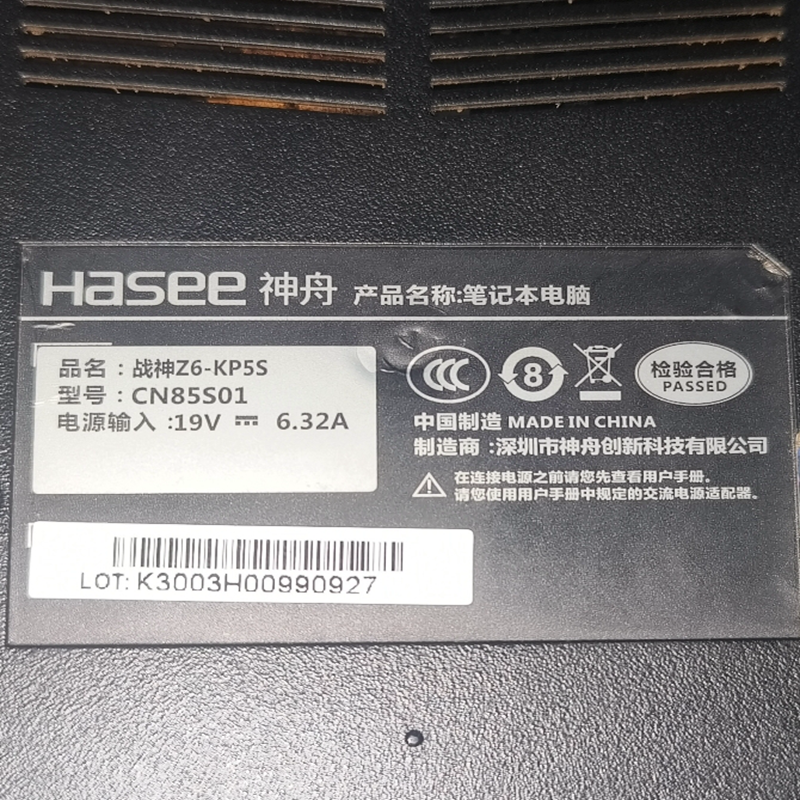 Hasee 神舟 产品名称:笔记本电脑
品名：战神Z6-KP5S
型号：CN85S01
电源输入:19V ⎓ 6.32A
8
检验合格
PASSED
中国制造 MADE IN CHINA
制造商:深圳市神舟创新科技有限公司
在连接电源之前请您先查看用户手册。
请您使用用户手册中规定的交流电源适配器。
LOT: K3003H00990927